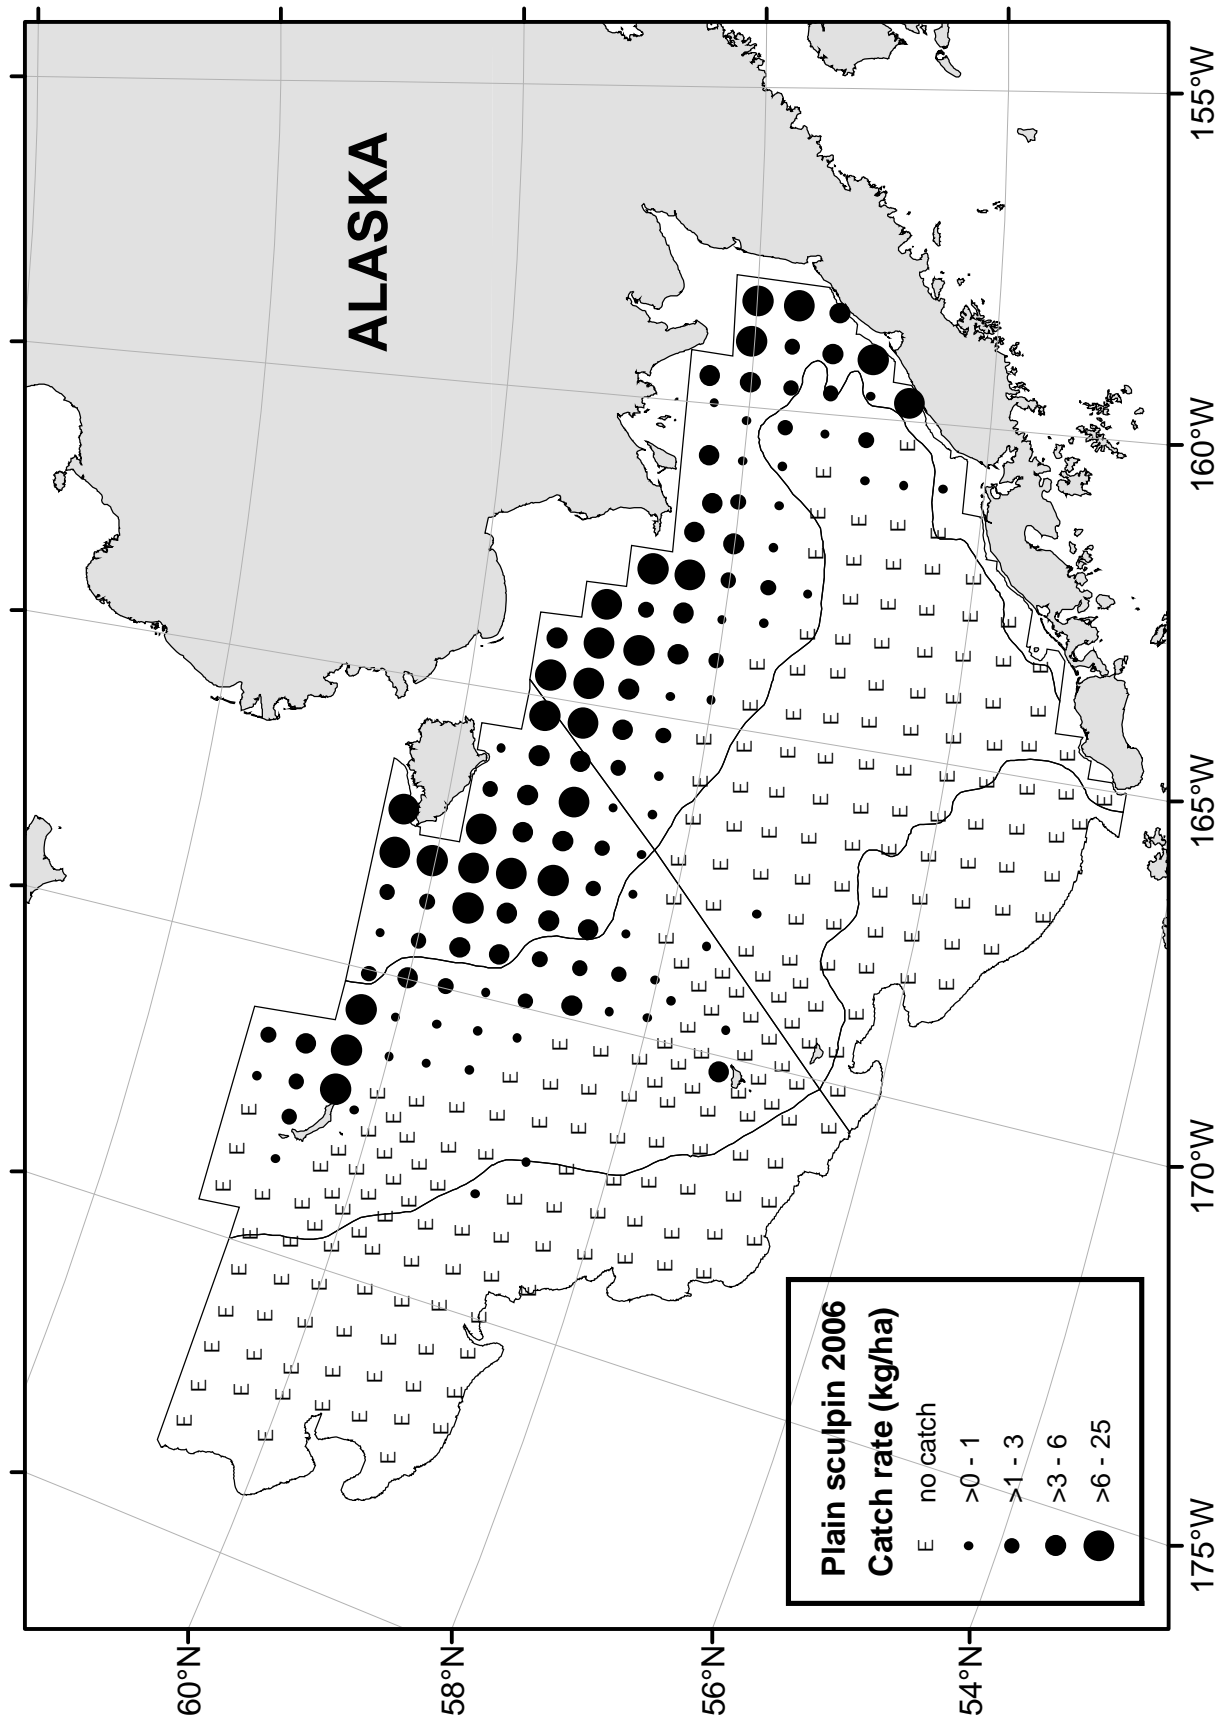 60°N
ALASKA
58°N
56°N
Plain sculpin 2006
Catch rate (kg/ha)
E no catch
>0 - 1
54°N
>1 - 3
>3 - 6
>6 - 25
175°W
170°W
165°W
160°W
155°W